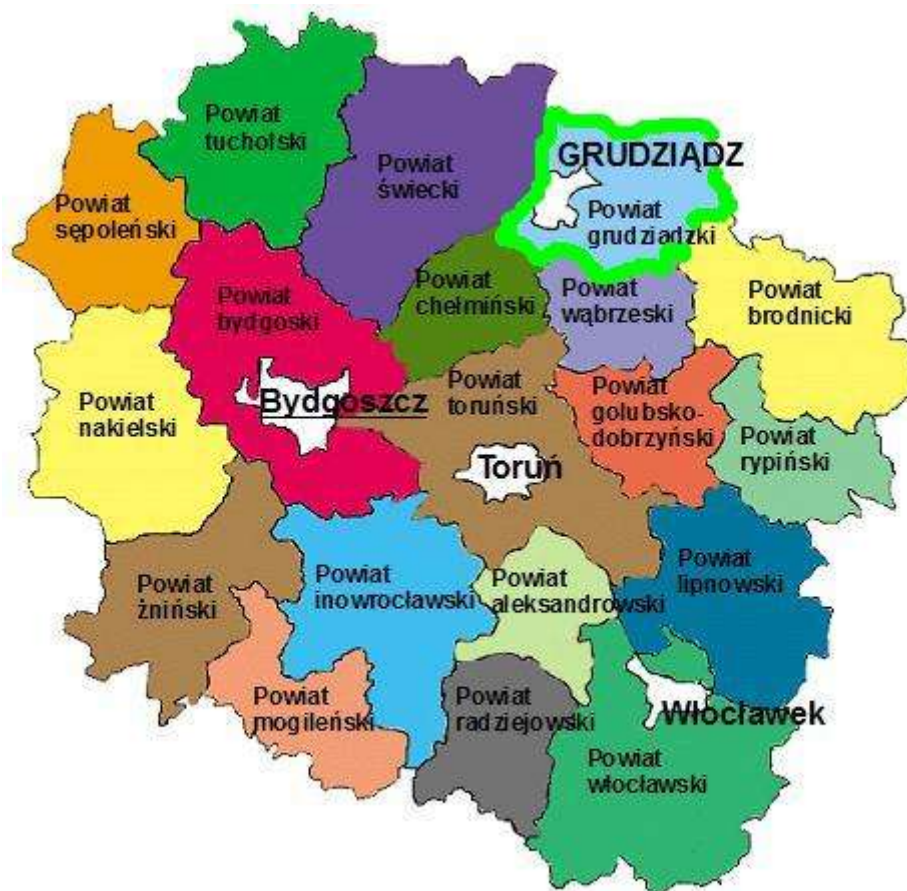 Powiat
tucholski
Powiat
świecki
GRUDZIĄDZ
Powiat
grudziadzki
Powiat
sępoleński
Powiat
bydgoski
Powiat
chełmiński
Powiat
wąbrzeski
Powiat
brodnicki
Powiat
nakielski
Bydgoszcz
Powiat
toruński
Powiat
golubsko-
dobrzyński
Powiat
rypiński
Toruń
Powiat
żniński
Powiat
inowrocławski
Powiat
aleksandrowski
Powiat
lipnowski
Powiat
mogileński
Powiat
radziejowski
Włocławek
Powiat
włocławski